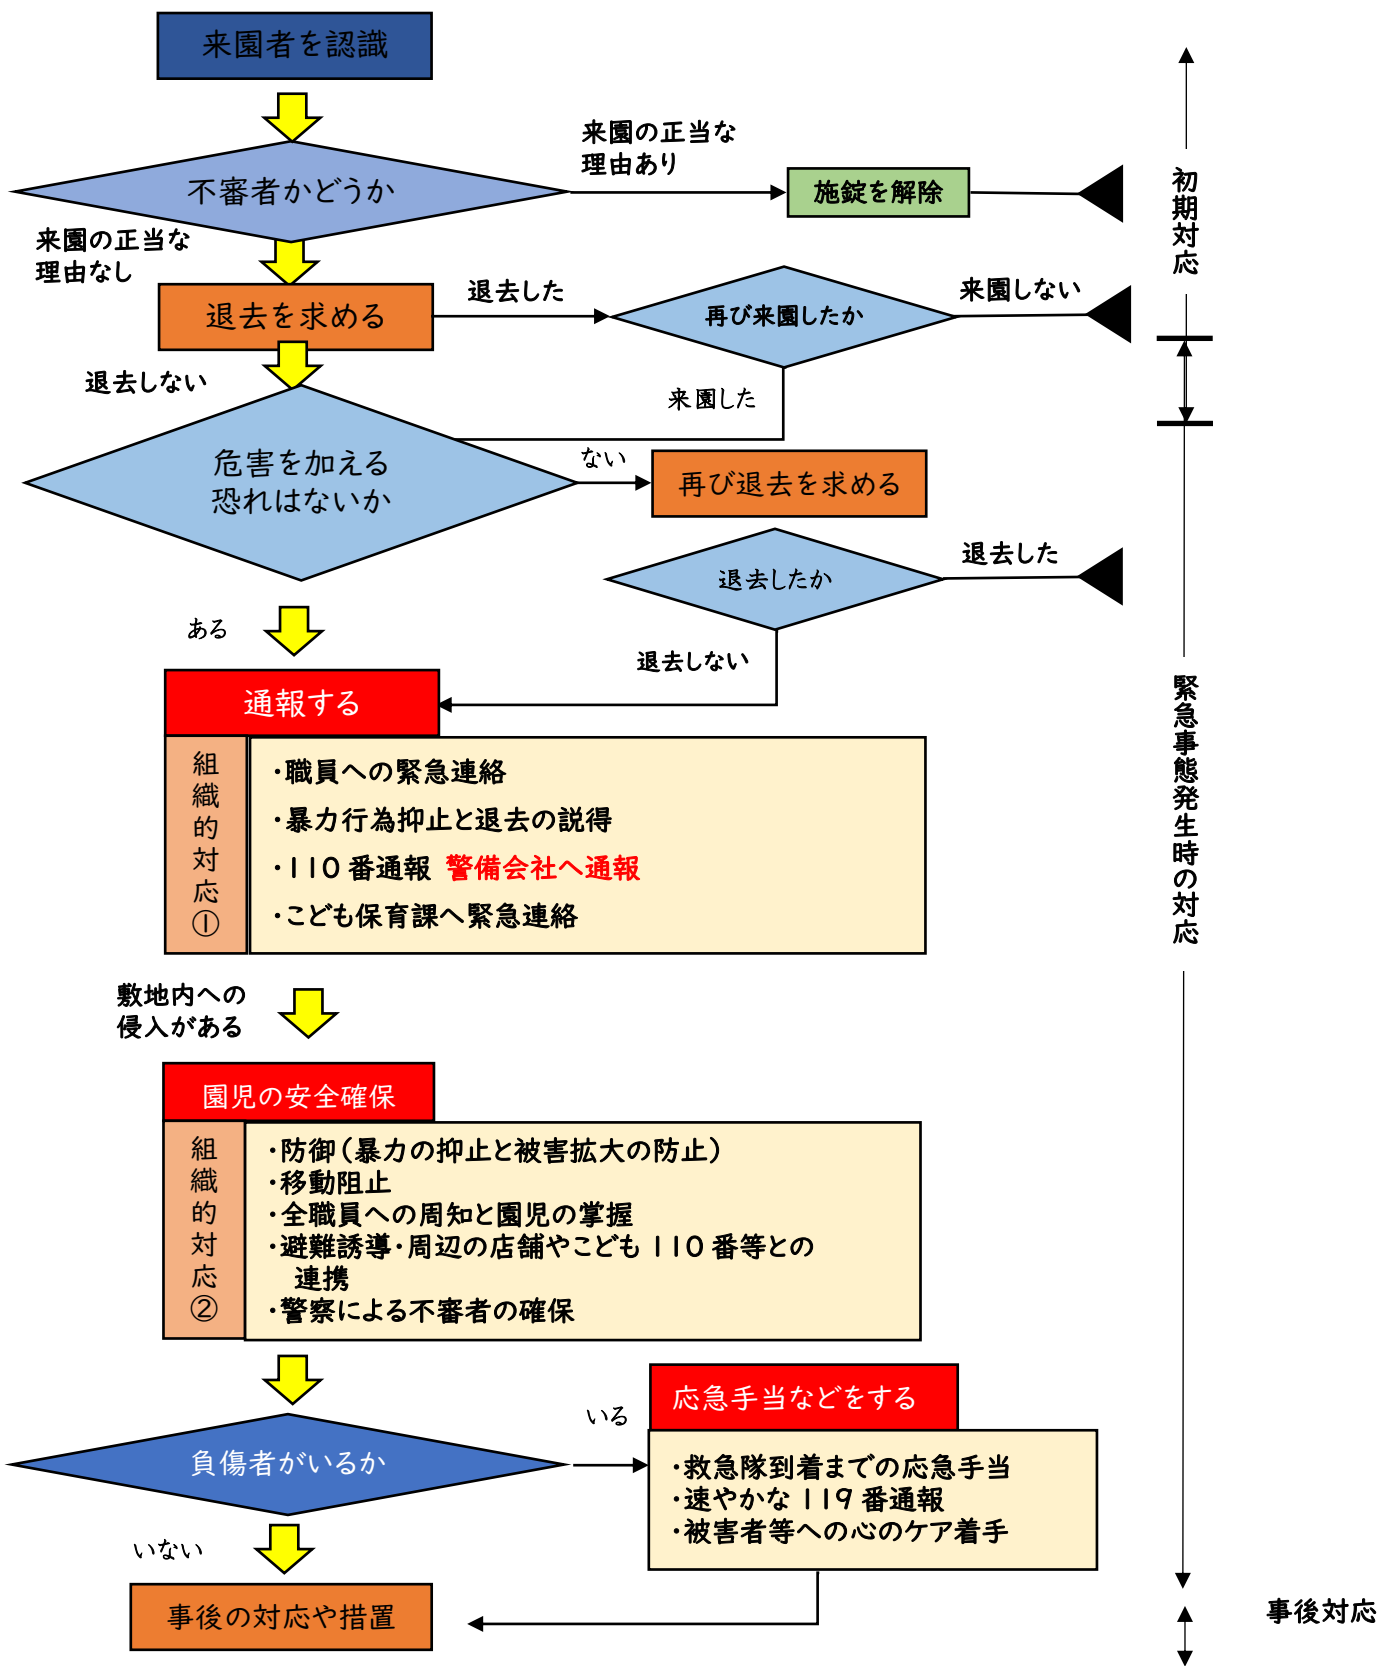 来園者を認識
来園の正当な
理由あり
不審者かどうか
施錠を解除
初期対応
来園の正当な
理由なし
退去を求める
退去した
再び来園したか
来園しない
退去しない
来園した
危害を加える
恐れはないか
ない
再び退去を求める
退去したか
退去した
ある
退去しない
通報する
緊急事態発生時の対応
組織的対応①
・職員への緊急連絡
・暴力行為抑止と退去の説得
・110番通報 警備会社へ通報
・こども保育課へ緊急連絡
敷地内への
侵入がある
園児の安全確保
組織的対応②
・防御(暴力の抑止と被害拡大の防止)
・移動阻止
・全職員への周知と園児の掌握
・避難誘導・周辺の店舗やこども110番等との
連携
・警察による不審者の確保
応急手当などをする
いる
負傷者がいるか
・救急隊到着までの応急手当
・速やかな119番通報
・被害者等への心のケア着手
いない
事後の対応や措置
事後対応